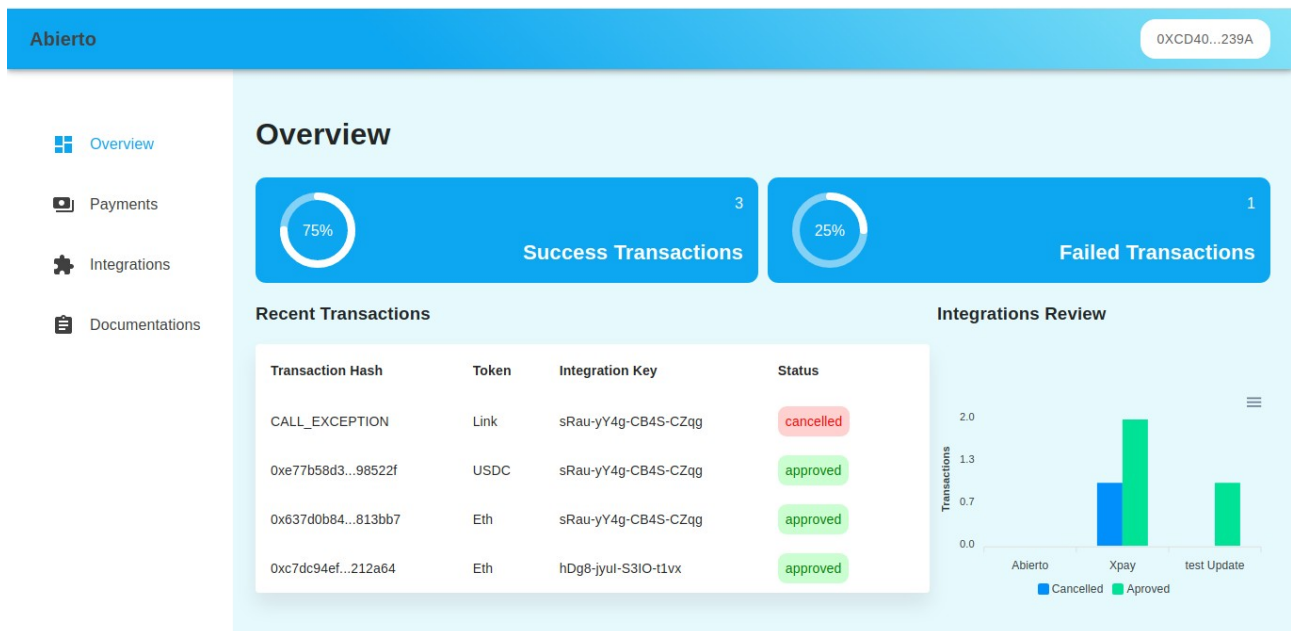 Abierto
0XCD40...239A
Overview
Payments
Integrations
Documentations
Overview
75%
3
Success Transactions
25%
1
Failed Transactions
Recent Transactions
Transaction Hash Token Integration Key Status
CALL_EXCEPTION Link sRau-yY4g-CB4S-CZqg cancelled
0xe77b58d3...98522f USDC sRau-yY4g-CB4S-CZqg approved
0x637d0b84...813bb7 Eth sRau-yY4g-CB4S-CZqg approved
0xc7dc94ef...212a64 Eth hDg8-jyuI-S3IO-t1vx approved
Integrations Review
Transactions
2.0
1.3
0.7
0.0
Abierto Xpay test Update
Cancelled Aproved